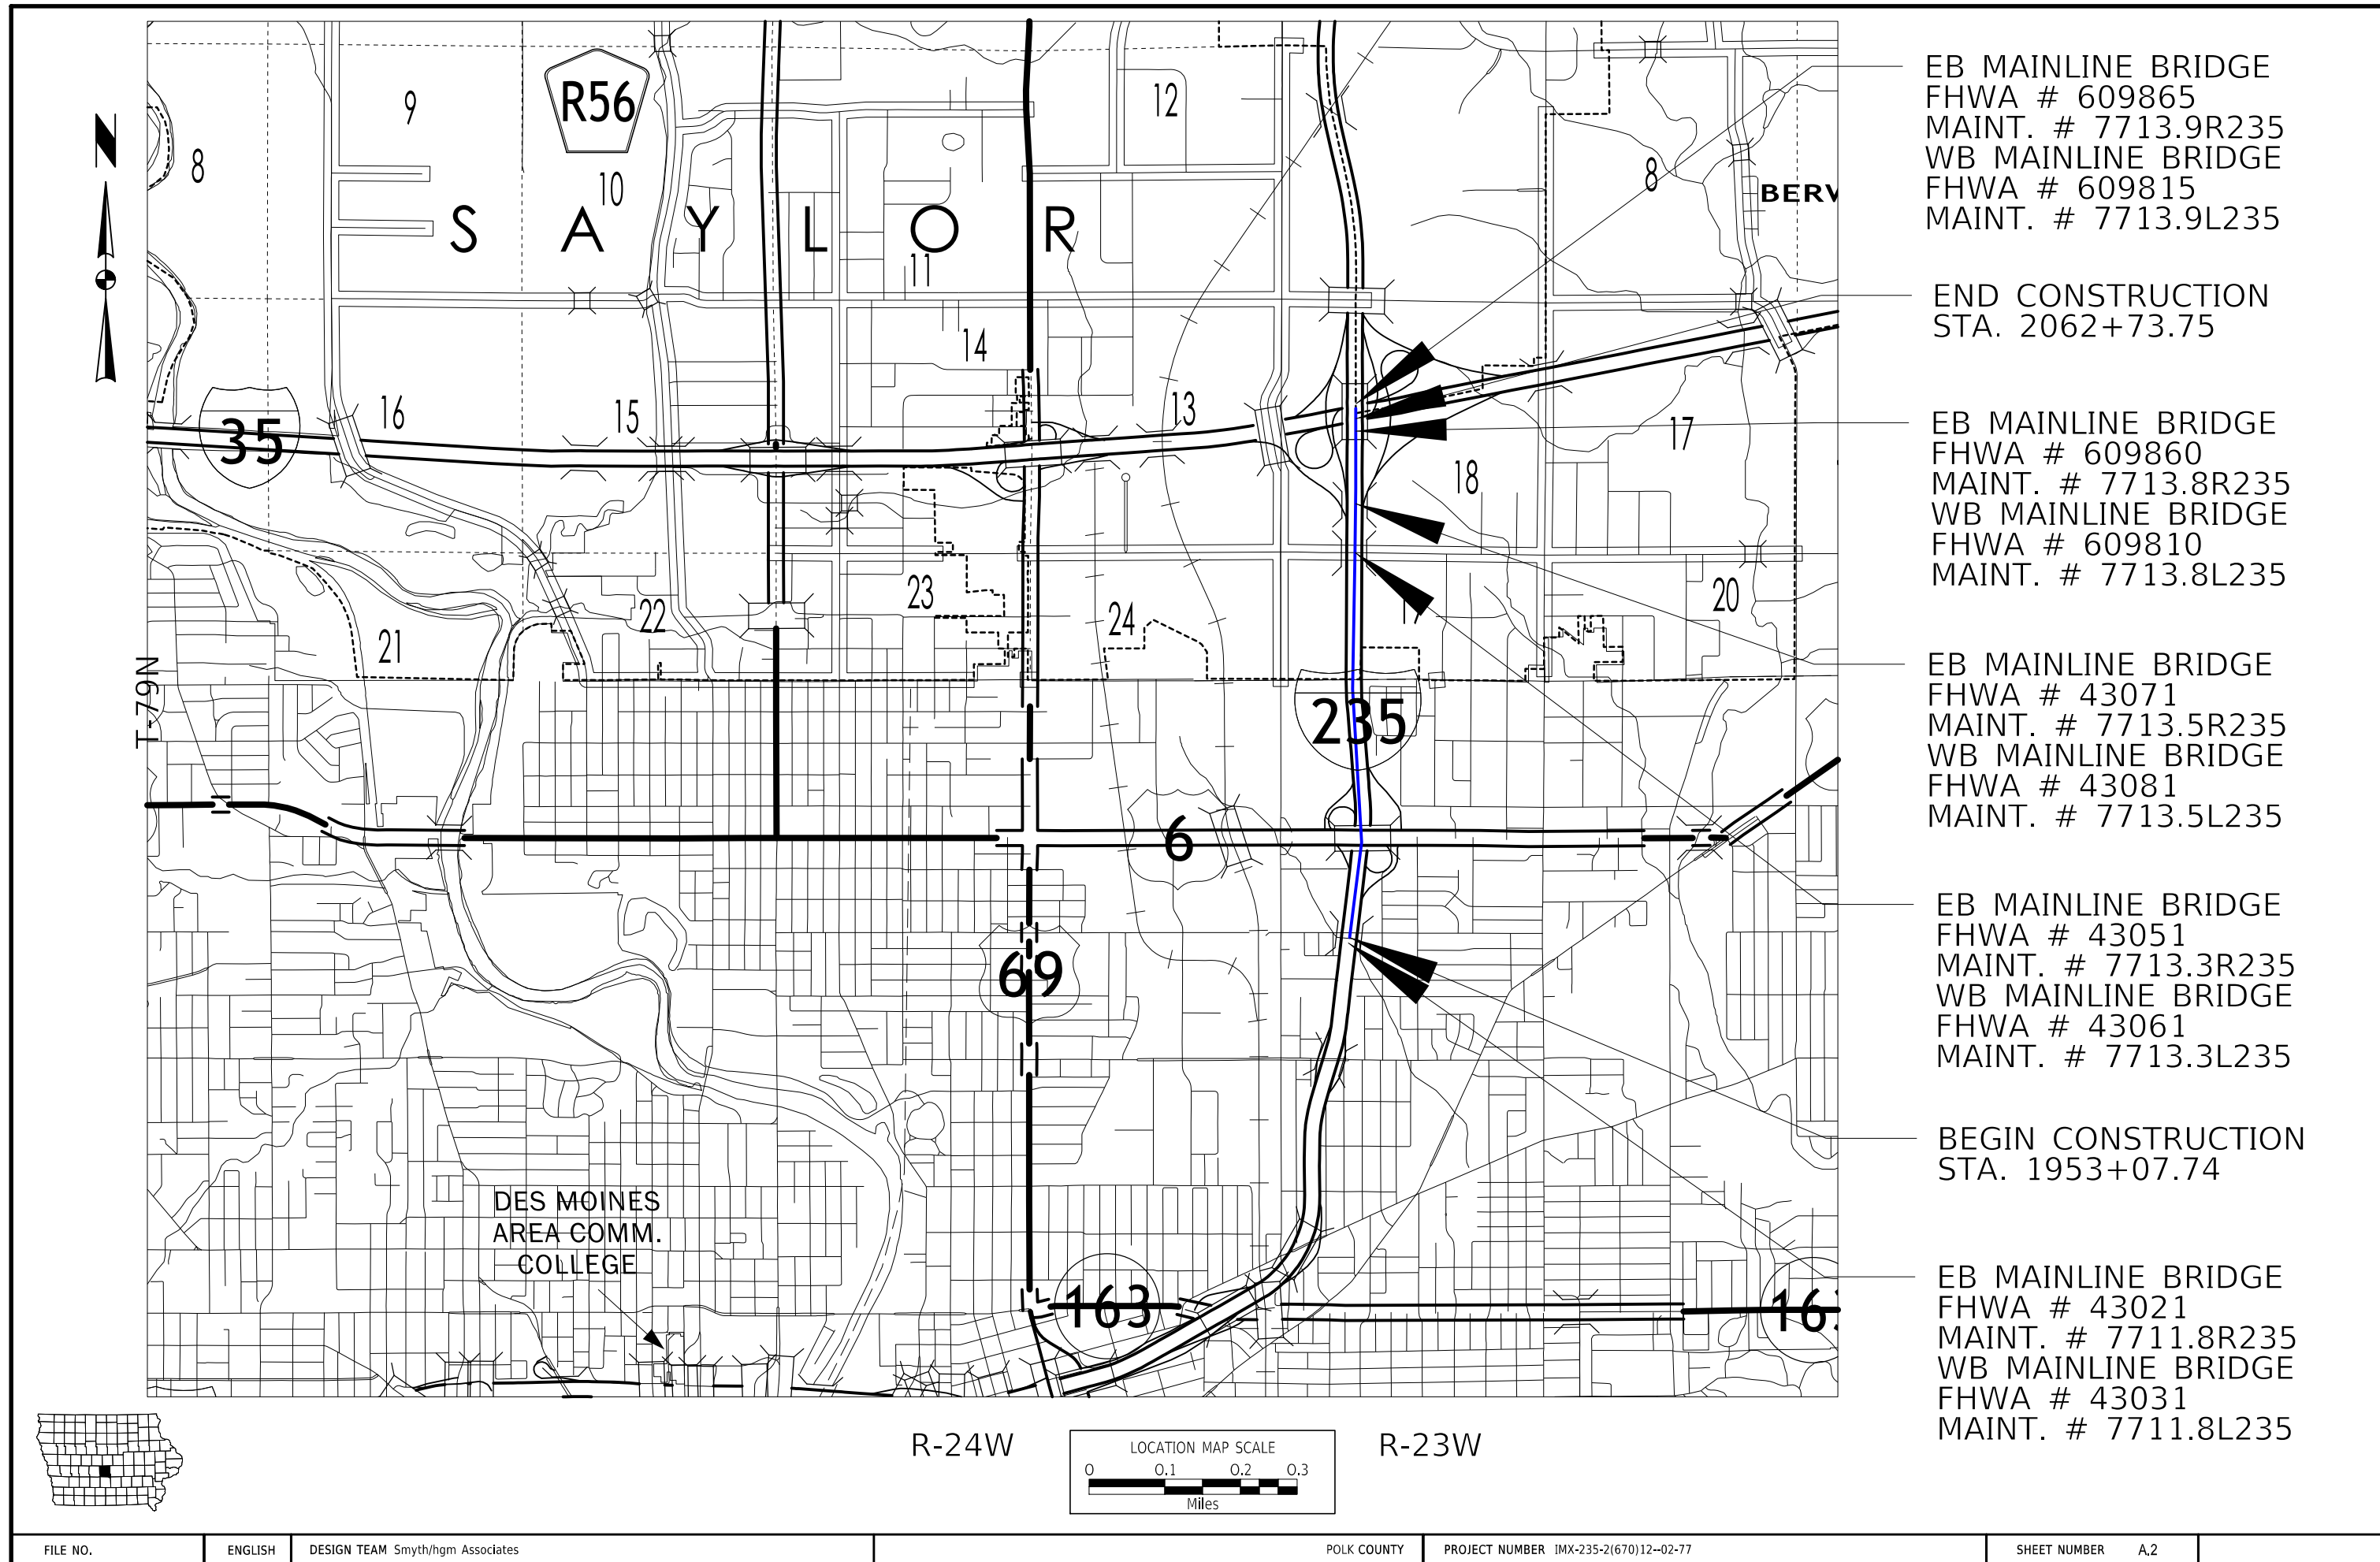 EB MAINLINE BRIDGE
FHWA # 609865
MAINT. # 7713.9R235
WB MAINLINE BRIDGE
FHWA # 609815
MAINT. # 7713.9L235
END CONSTRUCTION
STA. 2062+73.75
EB MAINLINE BRIDGE
FHWA # 609860
MAINT. # 7713.8R235
WB MAINLINE BRIDGE
FHWA # 609810
MAINT. # 7713.8L235
EB MAINLINE BRIDGE
FHWA # 43071
MAINT. # 7713.5R235
WB MAINLINE BRIDGE
FHWA # 43081
MAINT. # 7713.5L235
EB MAINLINE BRIDGE
FHWA # 43051
MAINT. # 7713.3R235
WB MAINLINE BRIDGE
FHWA # 43061
MAINT. # 7713.3L235
BEGIN CONSTRUCTION
STA. 1953+07.74
EB MAINLINE BRIDGE
FHWA # 43021
MAINT. # 7711.8R235
WB MAINLINE BRIDGE
FHWA # 43031
MAINT. # 7711.8L235
N
9
R56
12
8
10
8
BERV
SAYLOR
11
14
16
15
13
35
17
18
23
22
24
19
20
21
T-79N
235
6
69
DES MOINES
AREA COMM.
COLLEGE
163
163
R-24W
R-23W
LOCATION MAP SCALE
0 0.1 0.2 0.3
Miles
FILE NO.
ENGLISH
DESIGN TEAM Smyth/hgm Associates
POLK COUNTY
PROJECT NUMBER IMX-235-2(670)12--02-77
SHEET NUMBER A.2